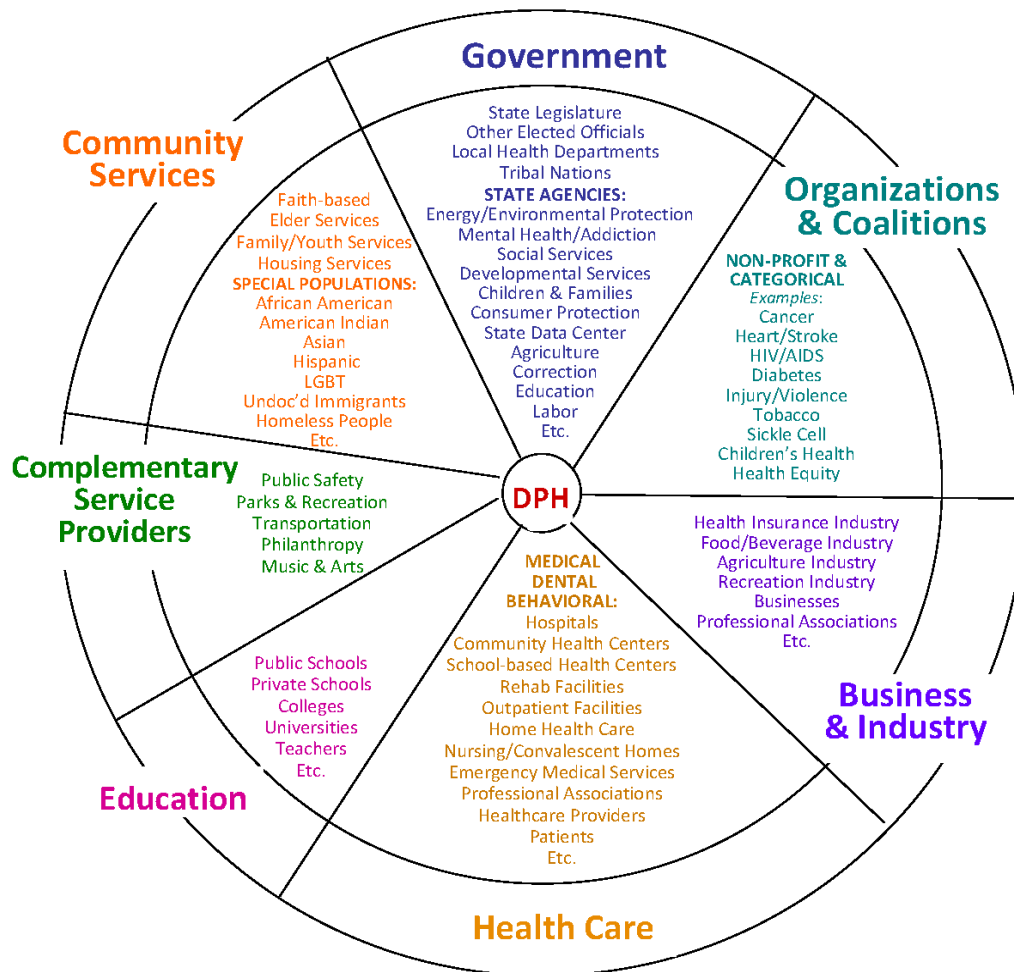 Government
State Legislature
Other Elected Officials
Local Health Departments
Tribal Nations
STATE AGENCIES:
Energy/Environmental Protection
Mental Health/Addiction
Social Services
Developmental Services
Children & Families
Consumer Protection
State Data Center
Agriculture
Correction
Education
Labor
Etc.
Organizations
& Coalitions
NON-PROFIT &
CATEGORICAL
Examples:
Cancer
Heart/Stroke
HIV/AIDS
Diabetes
Injury/Violence
Tobacco
Sickle Cell
Children's Health
Health Equity
Business
& Industry
Health Insurance Industry
Food/Beverage Industry
Agriculture Industry
Recreation Industry
Businesses
Professional Associations
Etc.
Health Care
MEDICAL
DENTAL
BEHAVIORAL:
Hospitals
Community Health Centers
School-based Health Centers
Rehab Facilities
Outpatient Facilities
Home Health Care
Nursing/Convalescent Homes
Emergency Medical Services
Professional Associations
Healthcare Providers
Patients
Etc.
Education
Public Schools
Private Schools
Colleges
Universities
Teachers
Etc.
Complementary
Service
Providers
Public Safety
Parks & Recreation
Transportation
Philanthropy
Music & Arts
Community
Services
Faith-based
Elder Services
Family/Youth Services
Housing Services
SPECIAL POPULATIONS:
African American
American Indian
Asian
Hispanic
LGBT
Undoc'd Immigrants
Homeless People
Etc.
DPH